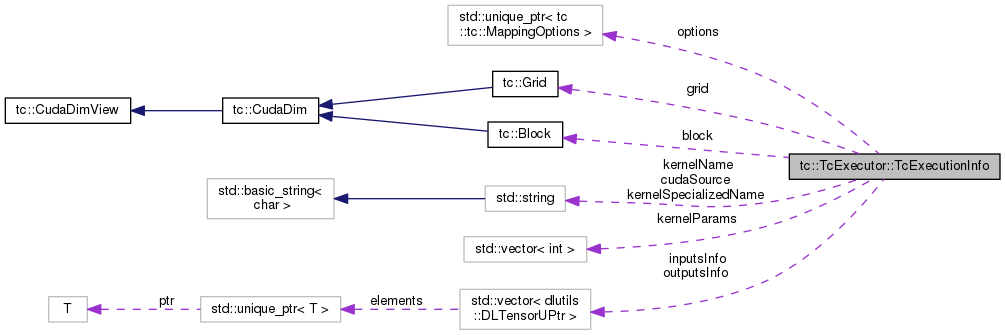 std::unique_ptr< tc
::tc::MappingOptions >
options
tc::Grid
grid
tc::CudaDimView
tc::CudaDim
tc::Block
block
tc::TcExecutor::TcExecutionInfo
kernelName
cudaSource
kernelSpecializedName
std::basic_string<
char >
std::string
kernelParams
std::vector< int >
inputsInfo
outputsInfo
T
ptr
std::unique_ptr< T >
elements
std::vector< dlutils
::DLTensorUPtr >